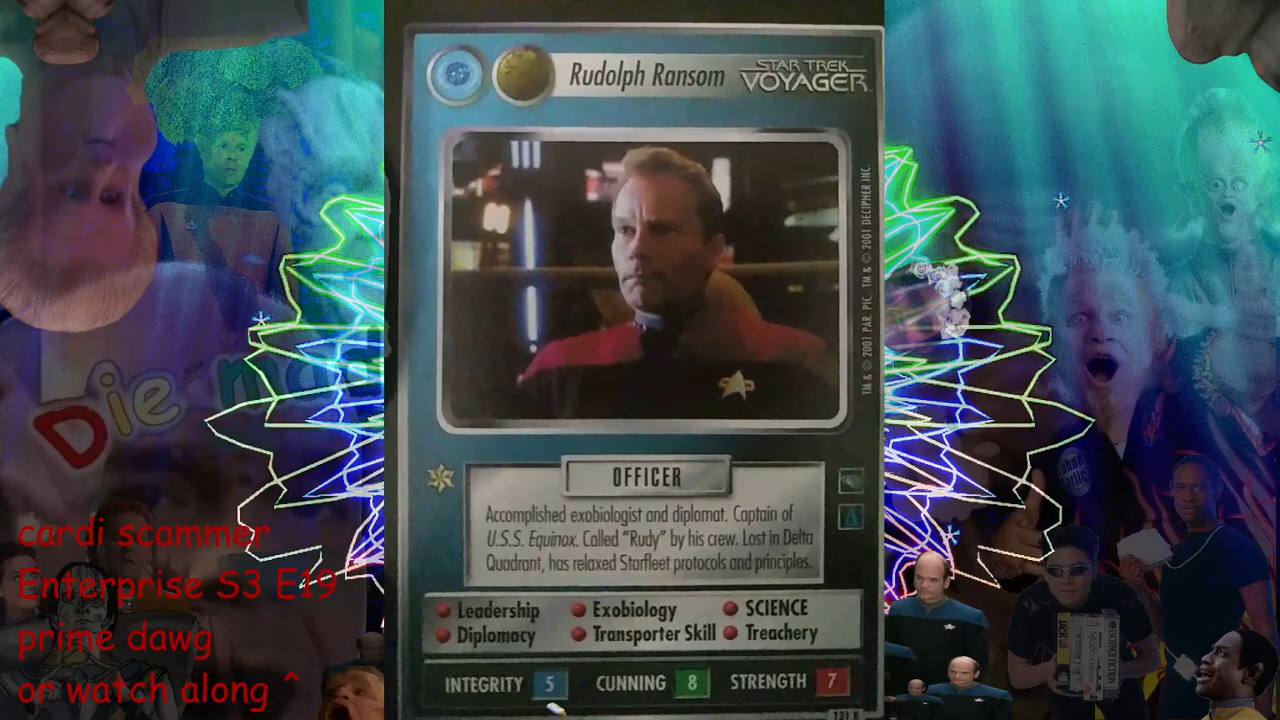 Rudolph Ransom
STAR TREK
VOYAGER
TM & © 2001 PAR. PIC. TM & © 2001 DECIPHER INC.
OFFICER
Accomplished exobiologist and diplomat. Captain of
U.S.S. Equinox. Called “Rudy” by his crew. Lost in Delta
Quadrant, has relaxed Starfleet protocols and principles.
Leadership Exobiology SCIENCE
Diplomacy Transporter Skill Treachery
INTEGRITY 5 CUNNING 8 STRENGTH 7
Die
cardi scammer
Enterprise S3 E19
prime dawg
or watch along ^
SCIENCE FICTION